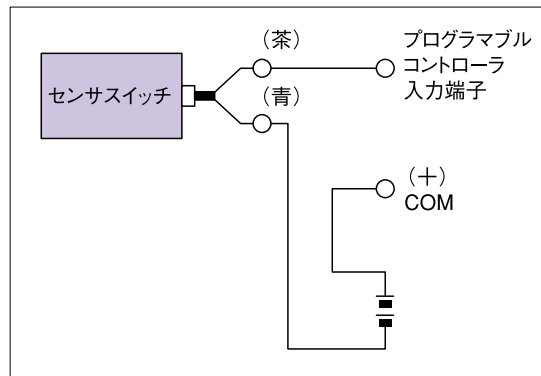 (茶)
プログラマブル
コントローラ
入力端子
センサスイッチ
(青)
(+)
COM